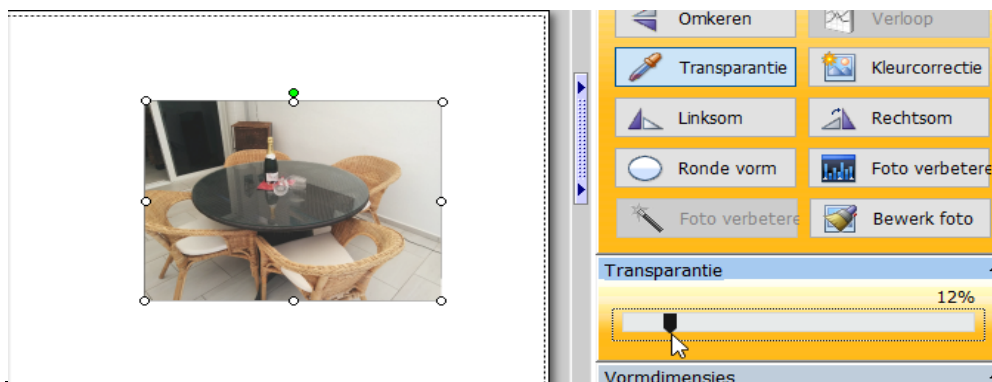 Omkeren
Verloop
Transparantie
Kleurcorrectie
Linksom
Rechtsom
Ronde vorm
Foto verbetere
Foto verbetere
Bewerk foto
Transparantie
12%
Vormdimensies